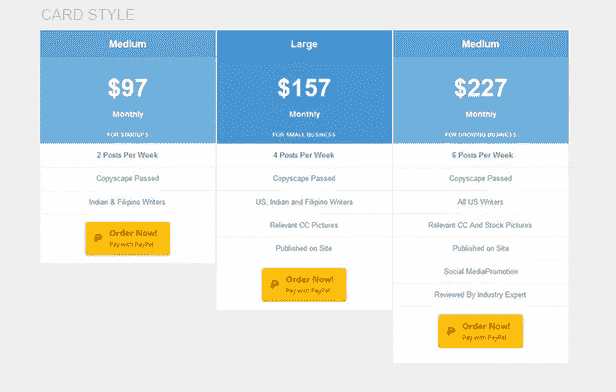 CARD STYLE
Medium
$97
Monthly
FOR STARTUPS
2 Posts Per Week
Copyscape Passed
Indian & Filipino Writers
Order Now!
Pay with PayPal
Large
$157
Monthly
FOR SMALL BUSINESS
4 Posts Per Week
Copyscape Passed
US, Indian and Filipino Writers
Relevant CC Pictures
Published on Site
Order Now!
Pay with PayPal
Medium
$227
Monthly
FOR GROWING BUSINESS
6 Posts Per Week
Copyscape Passed
All US Writers
Relevant CC And Stock Pictures
Published on Site
Social MediaPromotion
Reviewed By Industry Expert
Order Now!
Pay with PayPal